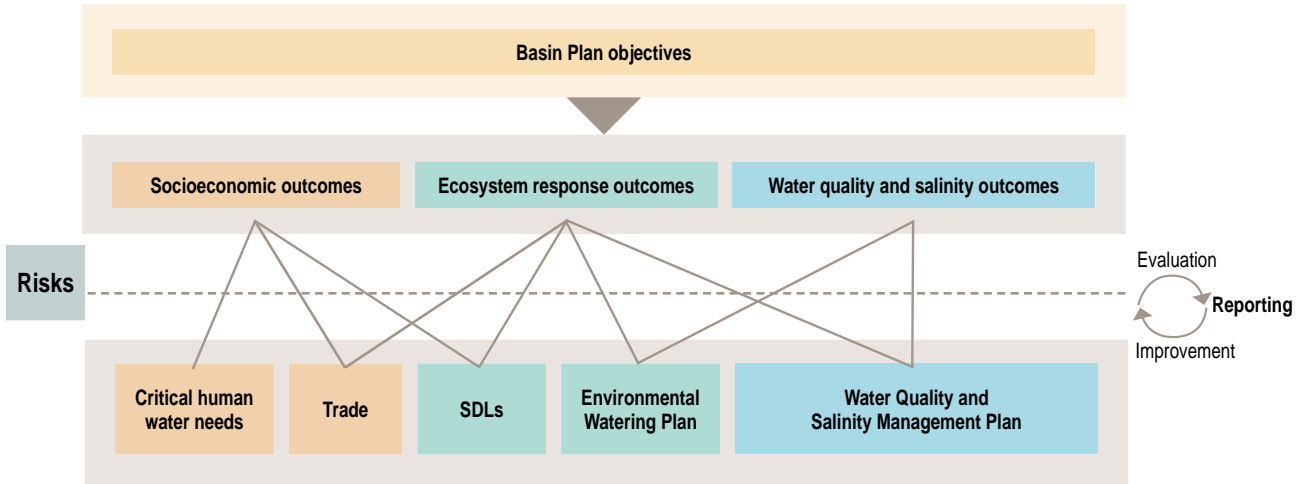 Basin Plan objectives
Socioeconomic outcomes
Ecosystem response outcomes
Water quality and salinity outcomes
Risks
Evaluation
Reporting
Improvement
Critical human
water needs
Trade
SDLs
Environmental
Watering Plan
Water Quality and
Salinity Management Plan